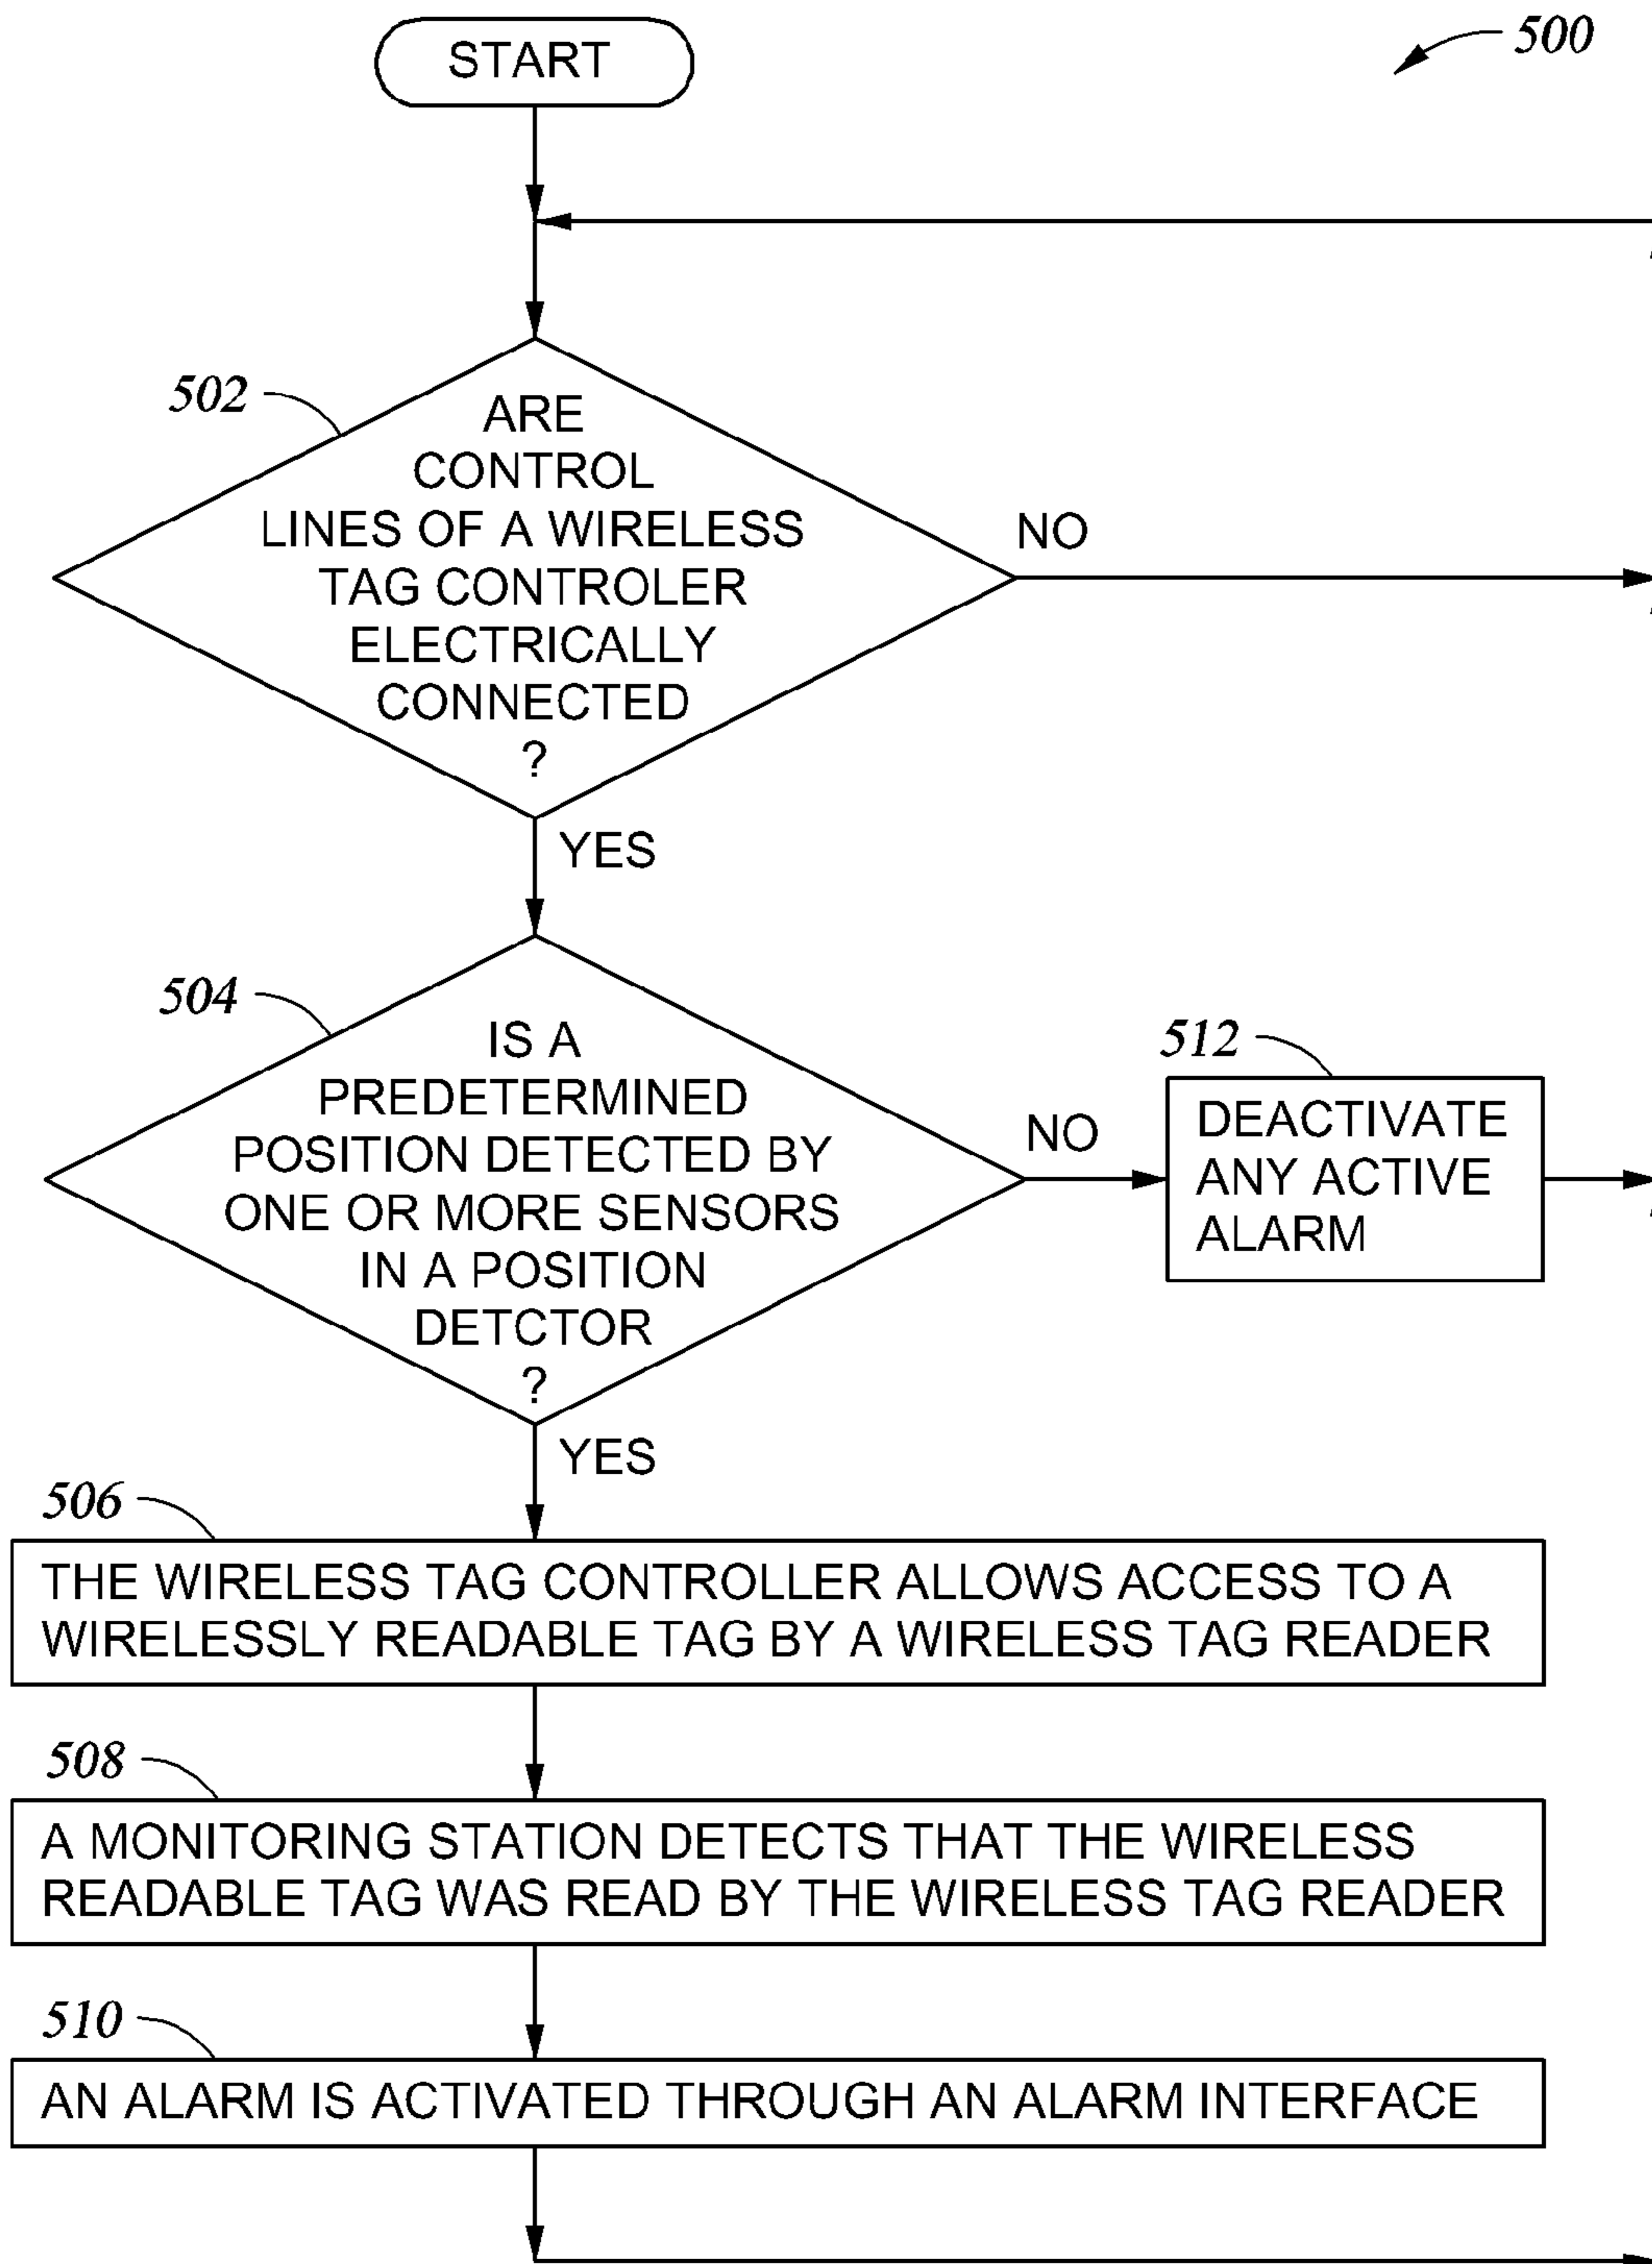 START
500
502
ARE
CONTROL
LINES OF A WIRELESS
TAG CONTROLER
ELECTRICALLY
CONNECTED
?
NO
YES
504
IS A
PREDETERMINED
POSITION DETECTED BY
ONE OR MORE SENSORS
IN A POSITION
DETCTOR
?
NO
512
DEACTIVATE
ANY ACTIVE
ALARM
YES
506
THE WIRELESS TAG CONTROLLER ALLOWS ACCESS TO A
WIRELESSLY READABLE TAG BY A WIRELESS TAG READER
508
A MONITORING STATION DETECTS THAT THE WIRELESS
READABLE TAG WAS READ BY THE WIRELESS TAG READER
510
AN ALARM IS ACTIVATED THROUGH AN ALARM INTERFACE